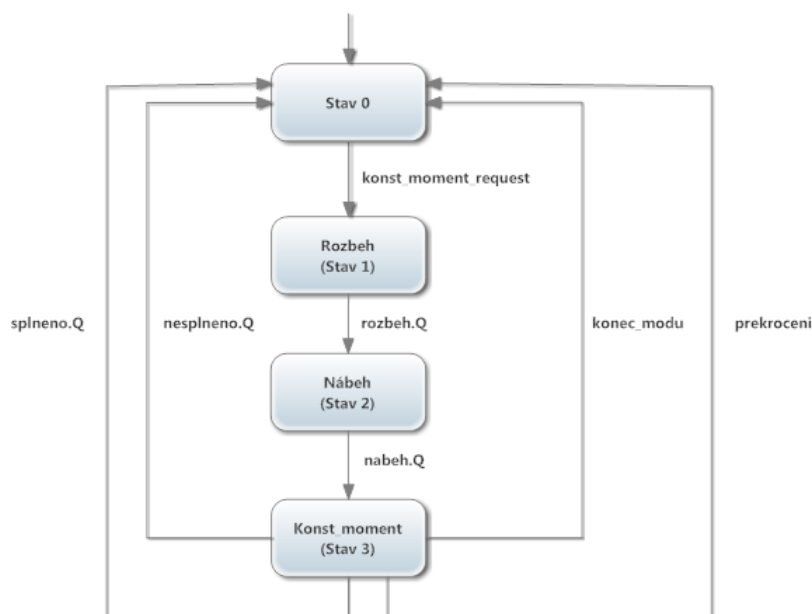 Stav 0
konst_moment_request
Rozbeh
(Stav 1)
splneno.Q
nesplneno.Q
rozbeh.Q
konec_modu
prekroceni
Nábeh
(Stav 2)
nabeh.Q
Konst_moment
(Stav 3)